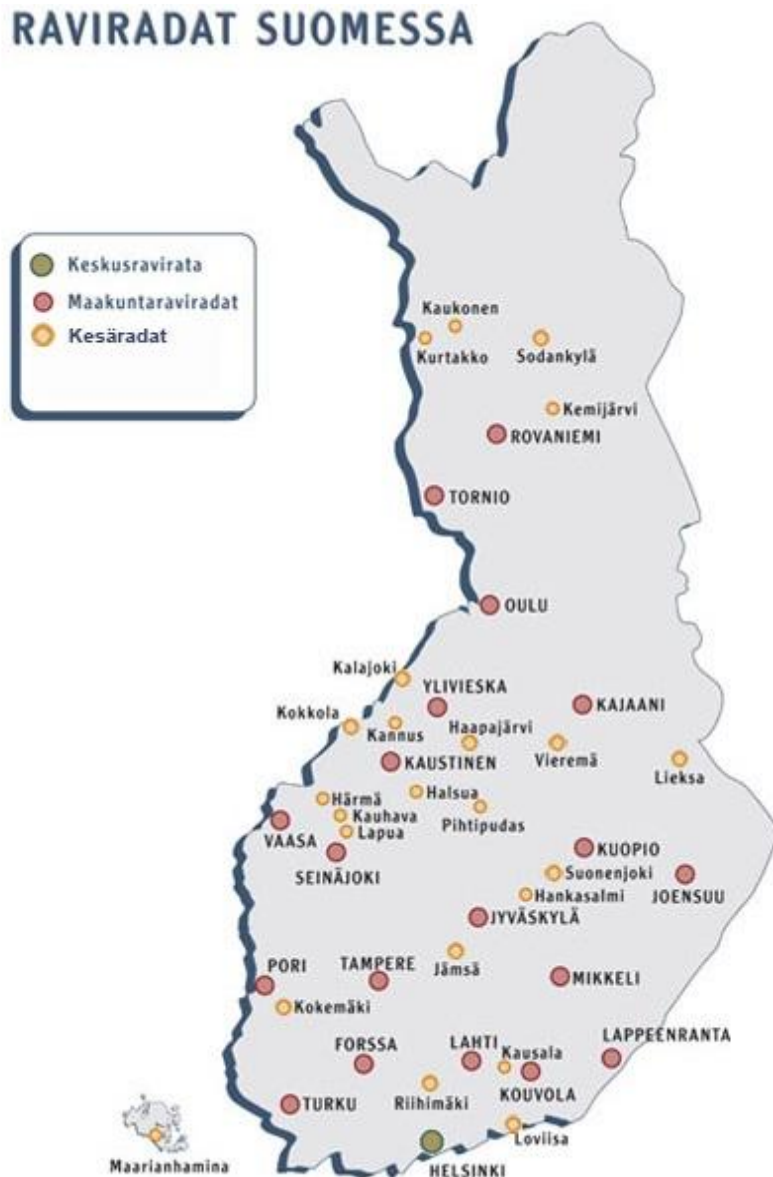 RAVIRADAT SUOMESSA
Keskusravirata
Maakuntaraviradat
Kesäradat
Kaukonen
Kurtakko
Sodankylä
Kemijärvi
ROVANIEMI
TORNIO
OULU
Kalajoki
YLIVIESKA
KAJAANI
Kokkola
Kannus
Haapajärvi
Vieremä
KAUSTINEN
Lieksa
Härmä
Halsua
Kauhava
Pihtipudas
Lapua
VAASA
SEINÄJOKI
KUOPIO
Suonenjoki
JOENSUU
Hankasalmi
JYVÄSKYLÄ
Jämsä
PORI
TAMPERE
MIKKELI
Kokemäki
FORSSA
LAHTI
LAPPEENRANTA
Kausala
KOUVOLA
TURKU
Riihimäki
Loviisa
Maarianhamina
HELSINKI